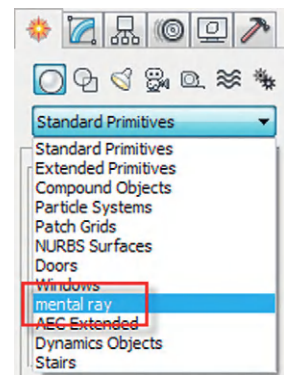 Standard Primitives
Standard Primitives
Extended Primitives
Compound Objects
Particle Systems
Patch Grids
NURBS Surfaces
Doors
Windows
mental ray
AEC Extended
Dynamics Objects
Stairs